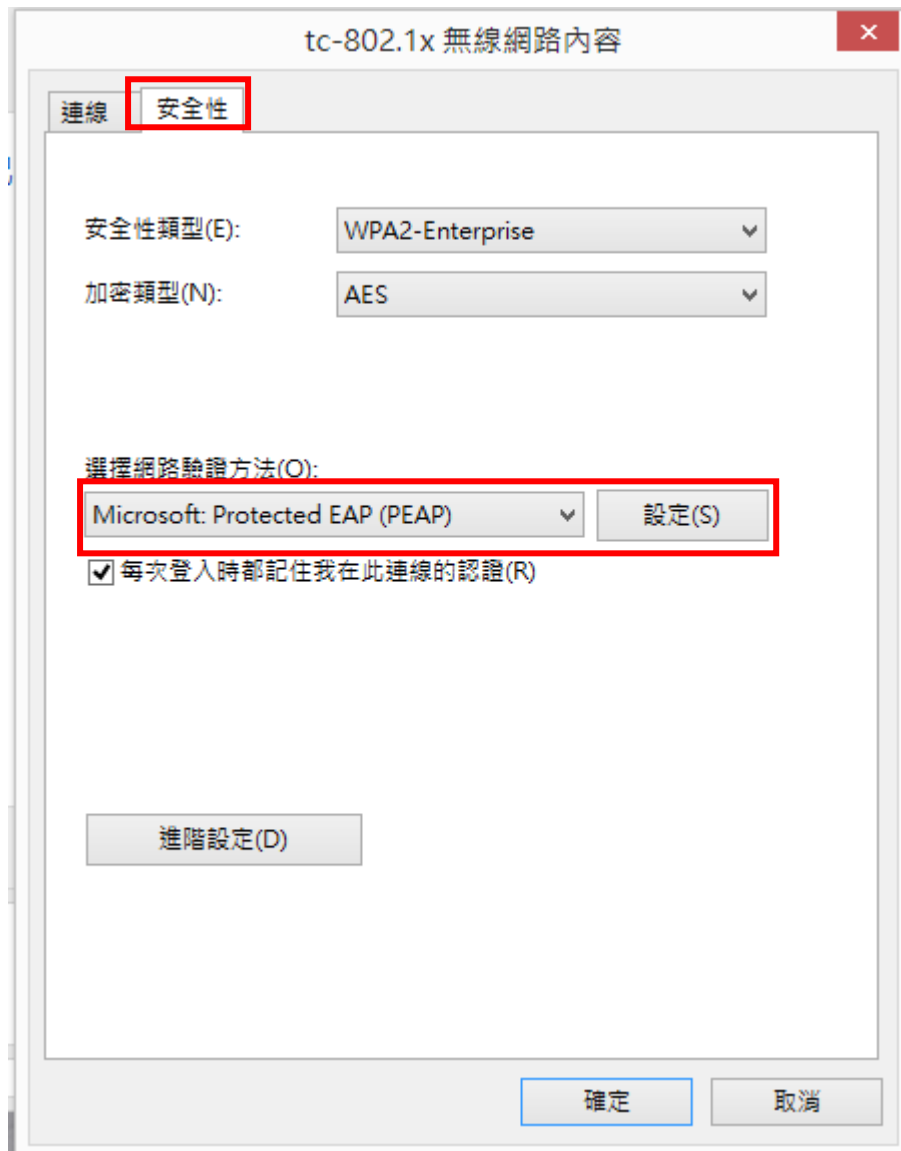 tc-802.1x 無線網路內容
連線
安全性
安全性類型(E):
WPA2-Enterprise
加密類型(N):
AES
選擇網路驗證方法(O):
Microsoft: Protected EAP (PEAP)
設定(S)
每次登入時都記住我在此連線的認證(R)
進階設定(D)
確定
取消